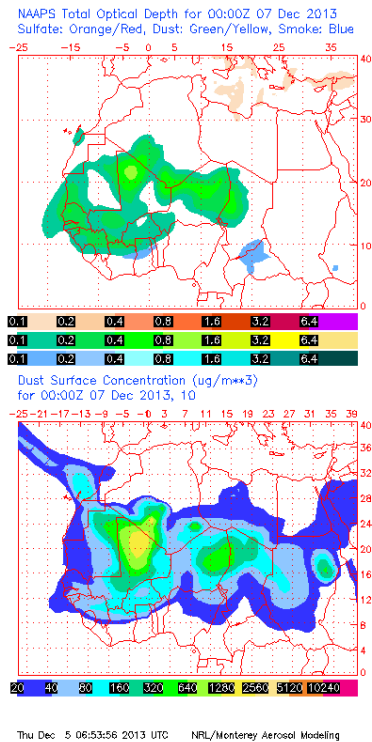 NAAPS Total Optical Depth for 00:00Z 07 Dec 2013
Sulfate: Orange/Red, Dust: Green/Yellow, Smoke: Blue
-25 -20 -15 -10 -5 0 5 10 15 20 25 30 35 40
30
20
10
0
0.1 0.2 0.4 0.8 1.6 3.2 6.4
0.1 0.2 0.4 0.8 1.6 3.2 6.4
0.1 0.2 0.4 0.8 1.6 3.2 6.4
Dust Surface Concentration (ug/m**3)
for 00:00Z 07 Dec 2013, 10
-25 -21 -17 -13 -9 -5 -1 0 3 7 11 15 19 23 27 31 35 39
40
36
32
28
24
20
16
12
8
4
0
20 40 80 160 320 640 1280 2560 5120 10240
Thu Dec 5 06:53:56 2013 UTC NRL/Monterey Aerosol Modeling